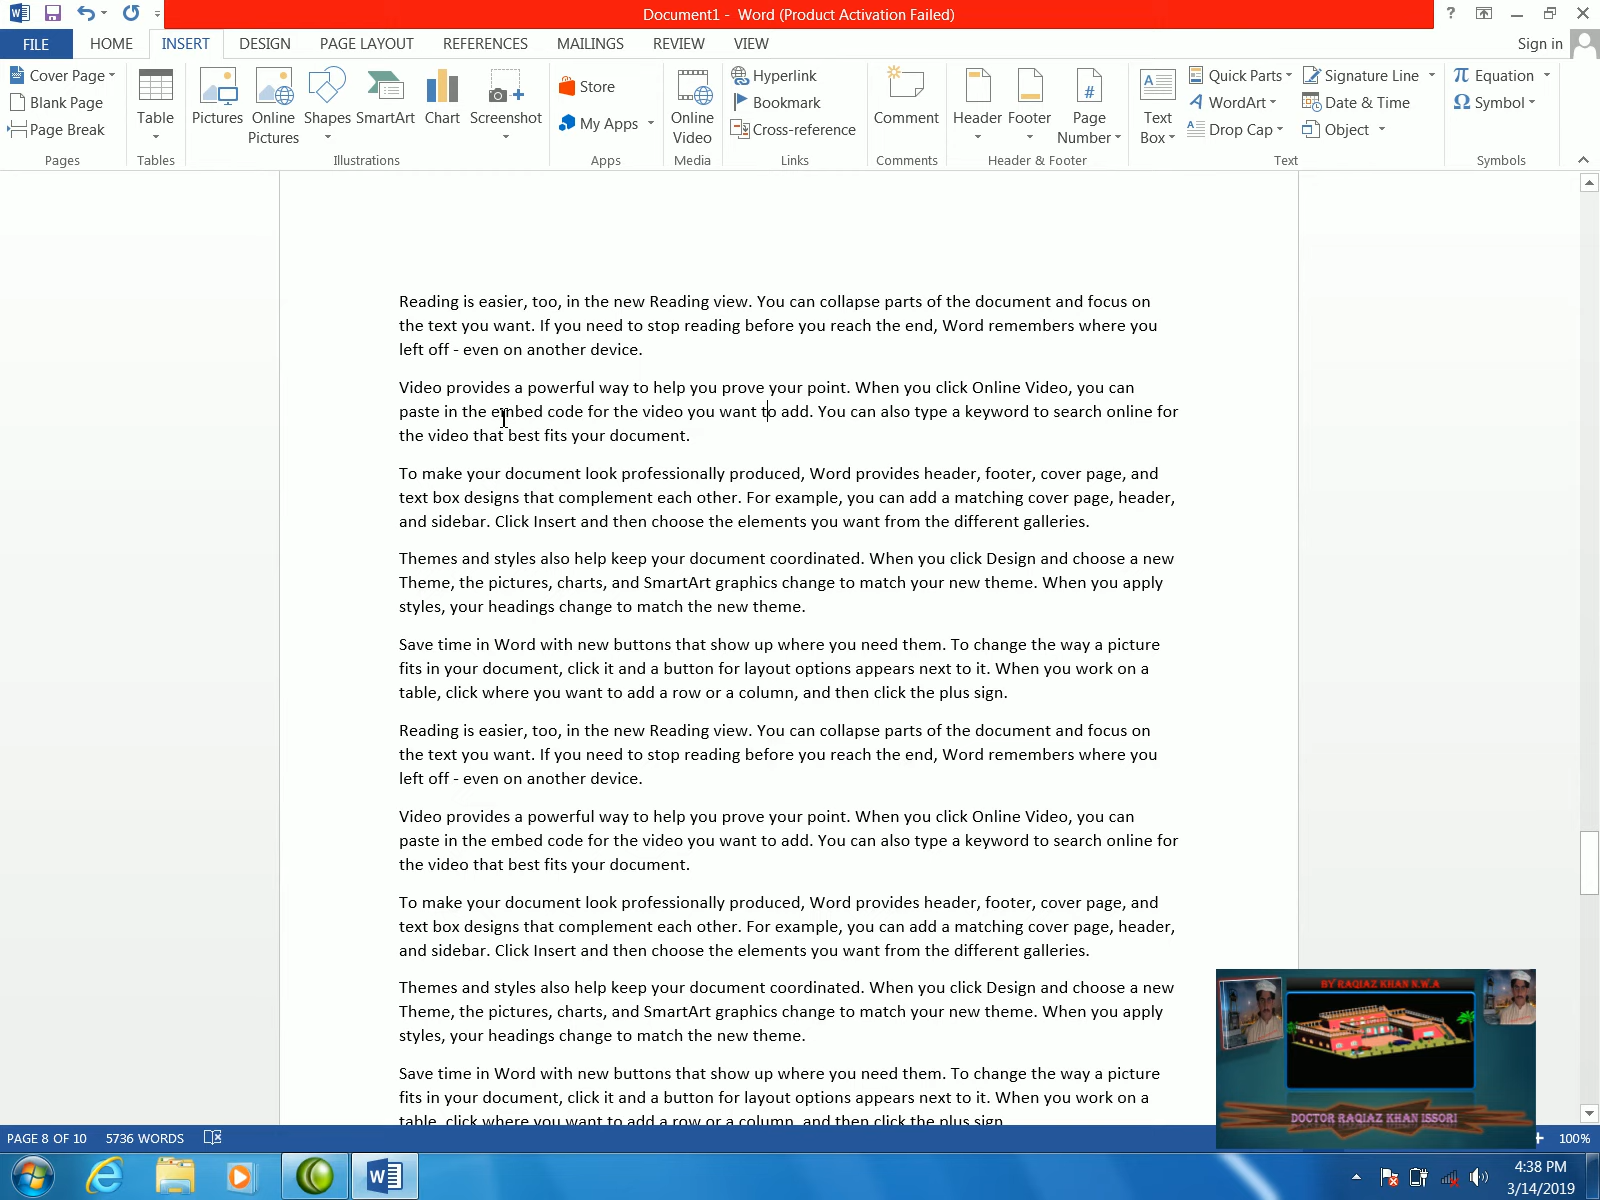 Document1 - Word (Product Activation Failed)
?
FILE
HOME
INSERT
DESIGN
PAGE LAYOUT
REFERENCES
MAILINGS
REVIEW
VIEW
Sign in
Cover Page
Blank Page
Page Break
Pages
Table
Tables
Pictures
Online Pictures
Shapes
SmartArt
Chart
Screenshot
Illustrations
Store
My Apps
Apps
Online Video
Media
Hyperlink
Bookmark
Cross-reference
Links
Comment
Comments
Header
Footer
Page Number
Header & Footer
Text Box
Quick Parts
WordArt
Drop Cap
Signature Line
Date & Time
Object
Text
π Equation
Ω Symbol
Symbols
Reading is easier, too, in the new Reading view. You can collapse parts of the document and focus on
the text you want. If you need to stop reading before you reach the end, Word remembers where you
left off - even on another device.
Video provides a powerful way to help you prove your point. When you click Online Video, you can
paste in the embed code for the video you want to add. You can also type a keyword to search online for
the video that best fits your document.
To make your document look professionally produced, Word provides header, footer, cover page, and
text box designs that complement each other. For example, you can add a matching cover page, header,
and sidebar. Click Insert and then choose the elements you want from the different galleries.
Themes and styles also help keep your document coordinated. When you click Design and choose a new
Theme, the pictures, charts, and SmartArt graphics change to match your new theme. When you apply
styles, your headings change to match the new theme.
Save time in Word with new buttons that show up where you need them. To change the way a picture
fits in your document, click it and a button for layout options appears next to it. When you work on a
table, click where you want to add a row or a column, and then click the plus sign.
Reading is easier, too, in the new Reading view. You can collapse parts of the document and focus on
the text you want. If you need to stop reading before you reach the end, Word remembers where you
left off - even on another device.
Video provides a powerful way to help you prove your point. When you click Online Video, you can
paste in the embed code for the video you want to add. You can also type a keyword to search online for
the video that best fits your document.
To make your document look professionally produced, Word provides header, footer, cover page, and
text box designs that complement each other. For example, you can add a matching cover page, header,
and sidebar. Click Insert and then choose the elements you want from the different galleries.
Themes and styles also help keep your document coordinated. When you click Design and choose a new
Theme, the pictures, charts, and SmartArt graphics change to match your new theme. When you apply
styles, your headings change to match the new theme.
Save time in Word with new buttons that show up where you need them. To change the way a picture
fits in your document, click it and a button for layout options appears next to it. When you work on a
table, click where you want to add a row or a column, and then click the plus sign.
BY RAQIAZ KHAN N.W.A
DOCTOR RAQIAZ KHAN ISSORI
PAGE 8 OF 10
5736 WORDS
100%
4:38 PM
3/14/2019